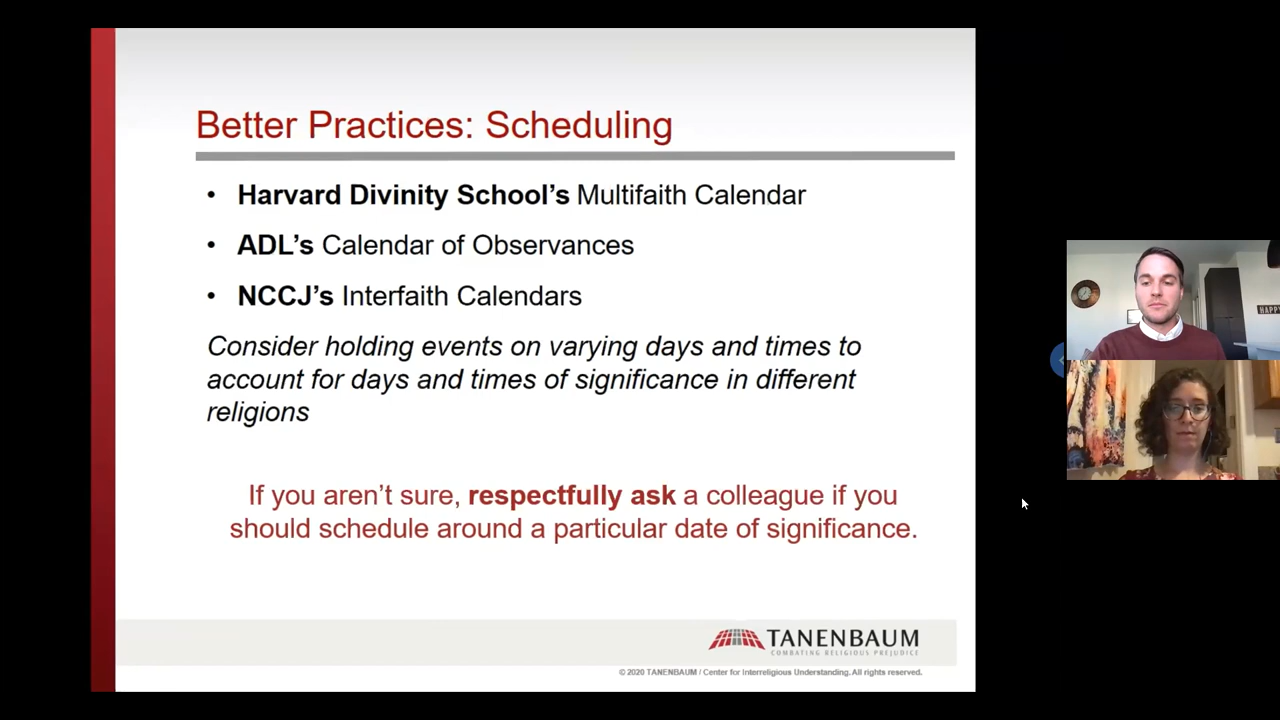 Better Practices: Scheduling
• Harvard Divinity School’s Multifaith Calendar
• ADL’s Calendar of Observances
• NCCJ’s Interfaith Calendars
Consider holding events on varying days and times to
account for days and times of significance in different
religions
If you aren’t sure, respectfully ask a colleague if you
should schedule around a particular date of significance.
TANENBAUM
COMBATING RELIGIOUS PREJUDICE
© 2020 TANENBAUM / Center for Interreligious Understanding. All rights reserved.
HAPPY